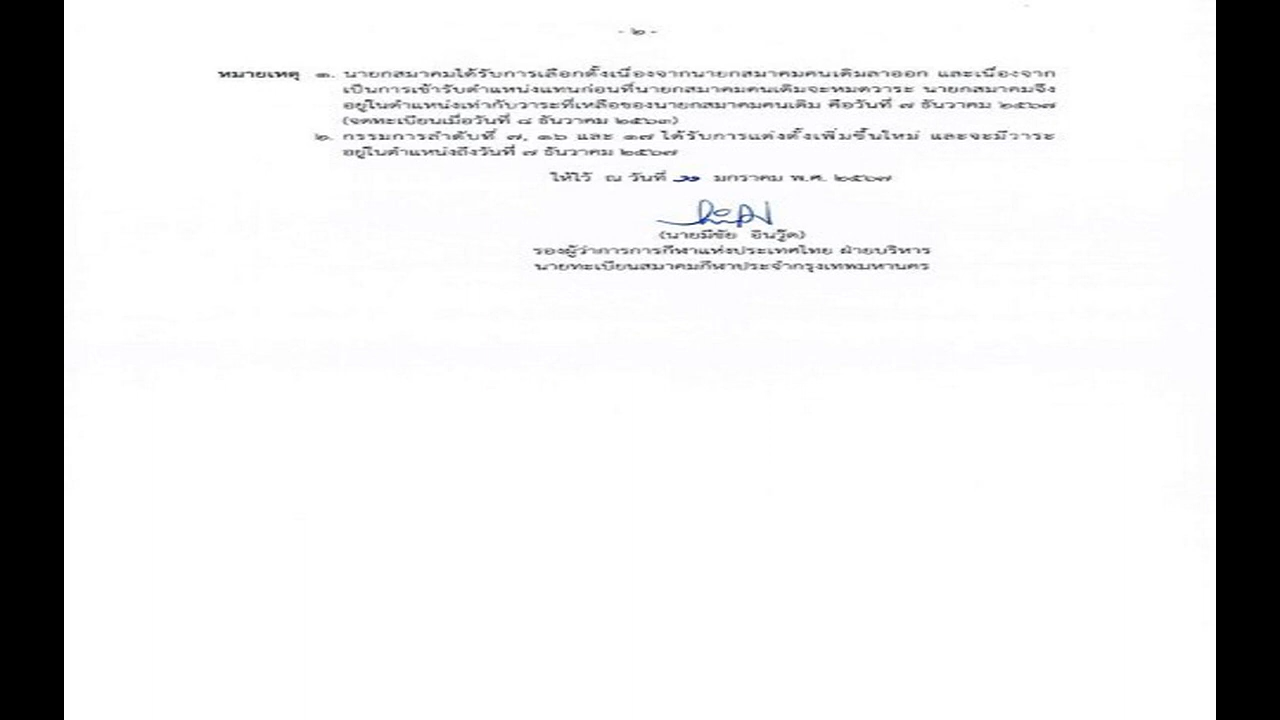 - ๒ -
หมายเหตุ ๑. นายกสมาคมได้รับการเลือกตั้งเนื่องจากนายกสมาคมคนเดิมลาออก และเนื่องจาก
เป็นการเข้ารับตำแหน่งแทนก่อนที่นายกสมาคมคนเดิมจะหมดวาระ นายกสมาคมจึง
อยู่ในตำแหน่งเท่ากับวาระที่เหลือของนายกสมาคมคนเดิม คือวันที่ ๗ ธันวาคม ๒๕๖๗
(จดทะเบียนเมื่อวันที่ ๘ ธันวาคม ๒๕๖๓)
๒. กรรมการลำดับที่ ๗, ๑๖ และ ๑๗ ได้รับการแต่งตั้งเพิ่มขึ้นใหม่ และจะมีวาระ
อยู่ในตำแหน่งถึงวันที่ ๗ ธันวาคม ๒๕๖๗
ให้ไว้ ณ วันที่ มกราคม พ.ศ. ๒๕๖๗
(นายมีชัย อินวู๊ด)
รองผู้ว่าการการกีฬาแห่งประเทศไทย ฝ่ายบริหาร
นายทะเบียนสมาคมกีฬาประจำกรุงเทพมหานคร